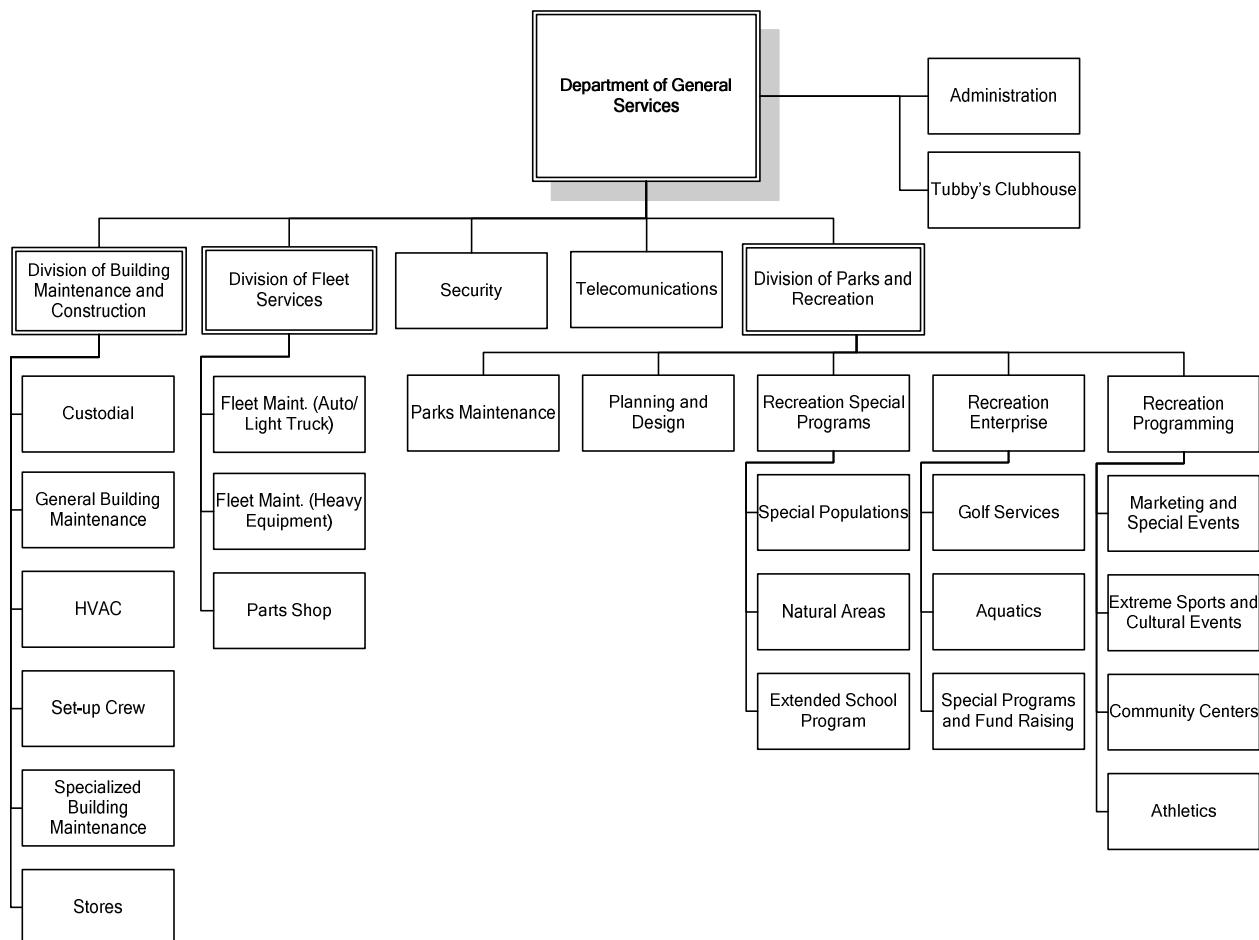 Department of General
Services
Administration
Tubby's Clubhouse
Division of Building
Maintenance and
Construction
Division of Fleet
Services
Security
Telecomunications
Division of Parks and
Recreation
Custodial
General Building
Maintenance
HVAC
Set-up Crew
Specialized
Building
Maintenance
Stores
Fleet Maint. (Auto/
Light Truck)
Fleet Maint. (Heavy
Equipment)
Parts Shop
Parks Maintenance
Planning and
Design
Recreation Special
Programs
Special Populations
Natural Areas
Extended School
Program
Recreation
Enterprise
Golf Services
Aquatics
Special Programs
and Fund Raising
Recreation
Programming
Marketing and
Special Events
Extreme Sports and
Cultural Events
Community Centers
Athletics